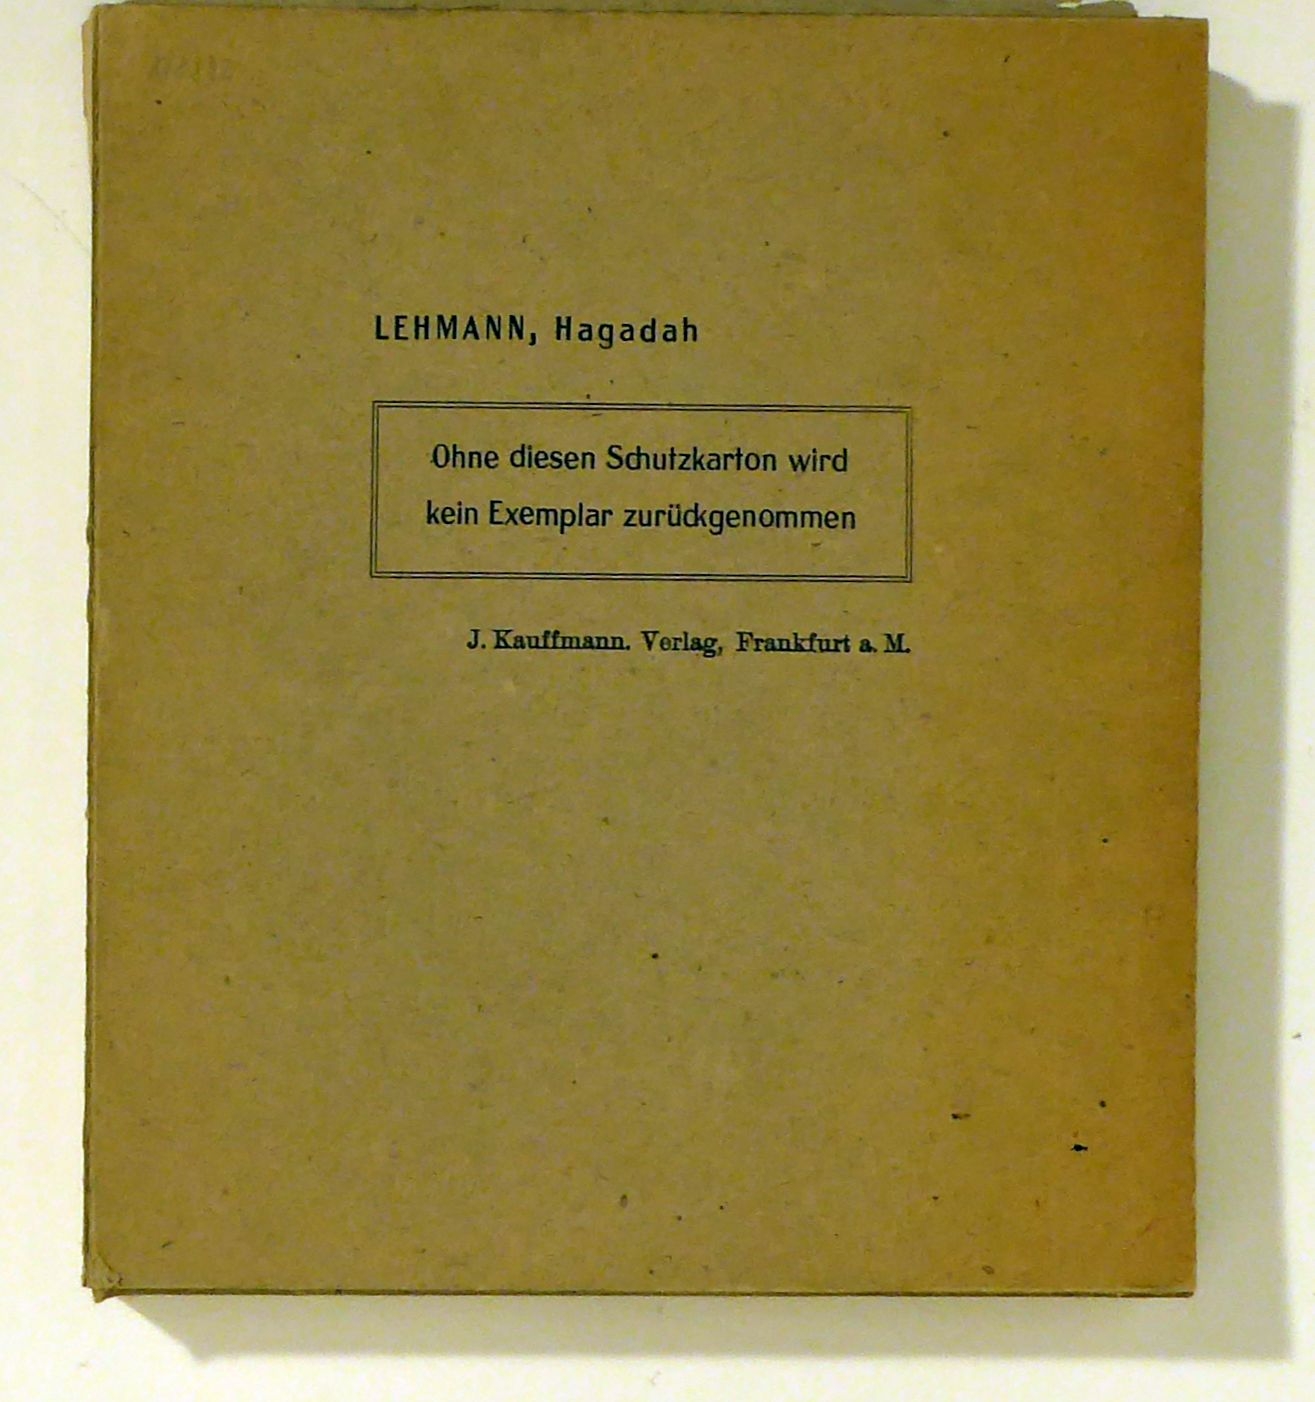 LEHMANN, Hagadah
Ohne diesen Schutzkarton wird
kein Exemplar zurückgenommen
J. Kauffmann. Verlag, Frankfurt a. M.